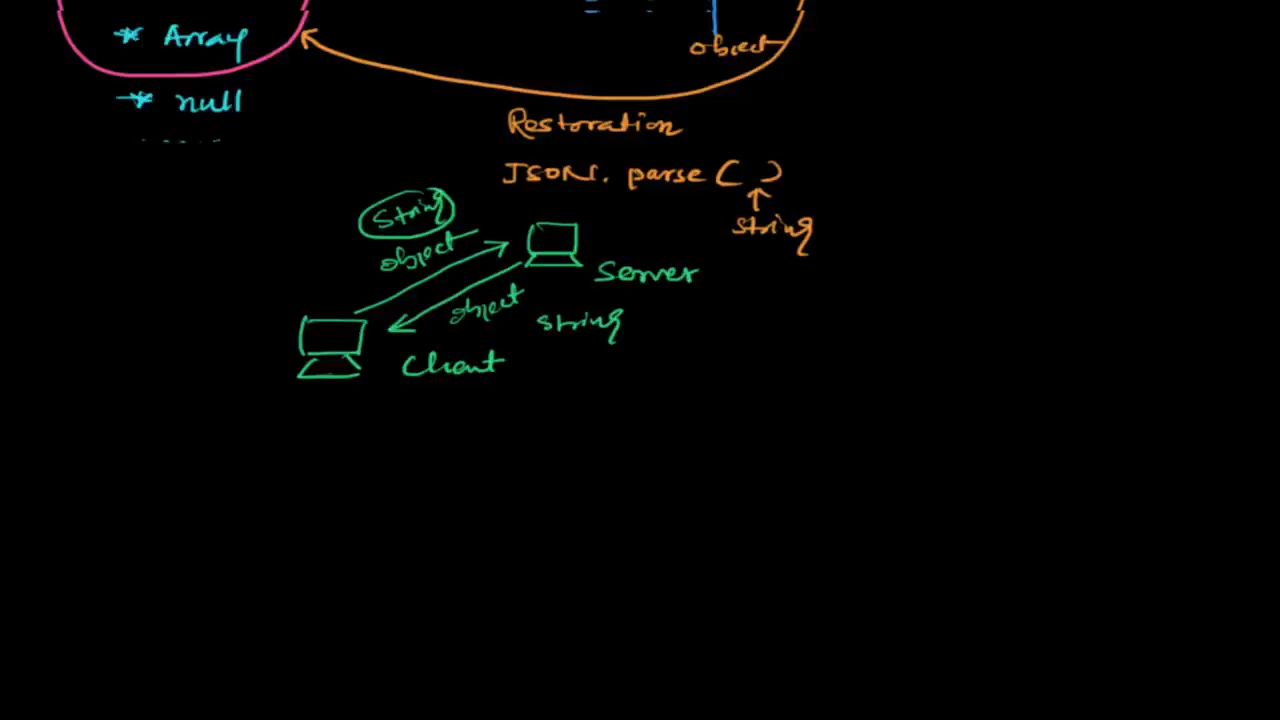 * Array
object
* null
Restoration
JSON. parse ( )
string
String
object
Server
object
string
Client